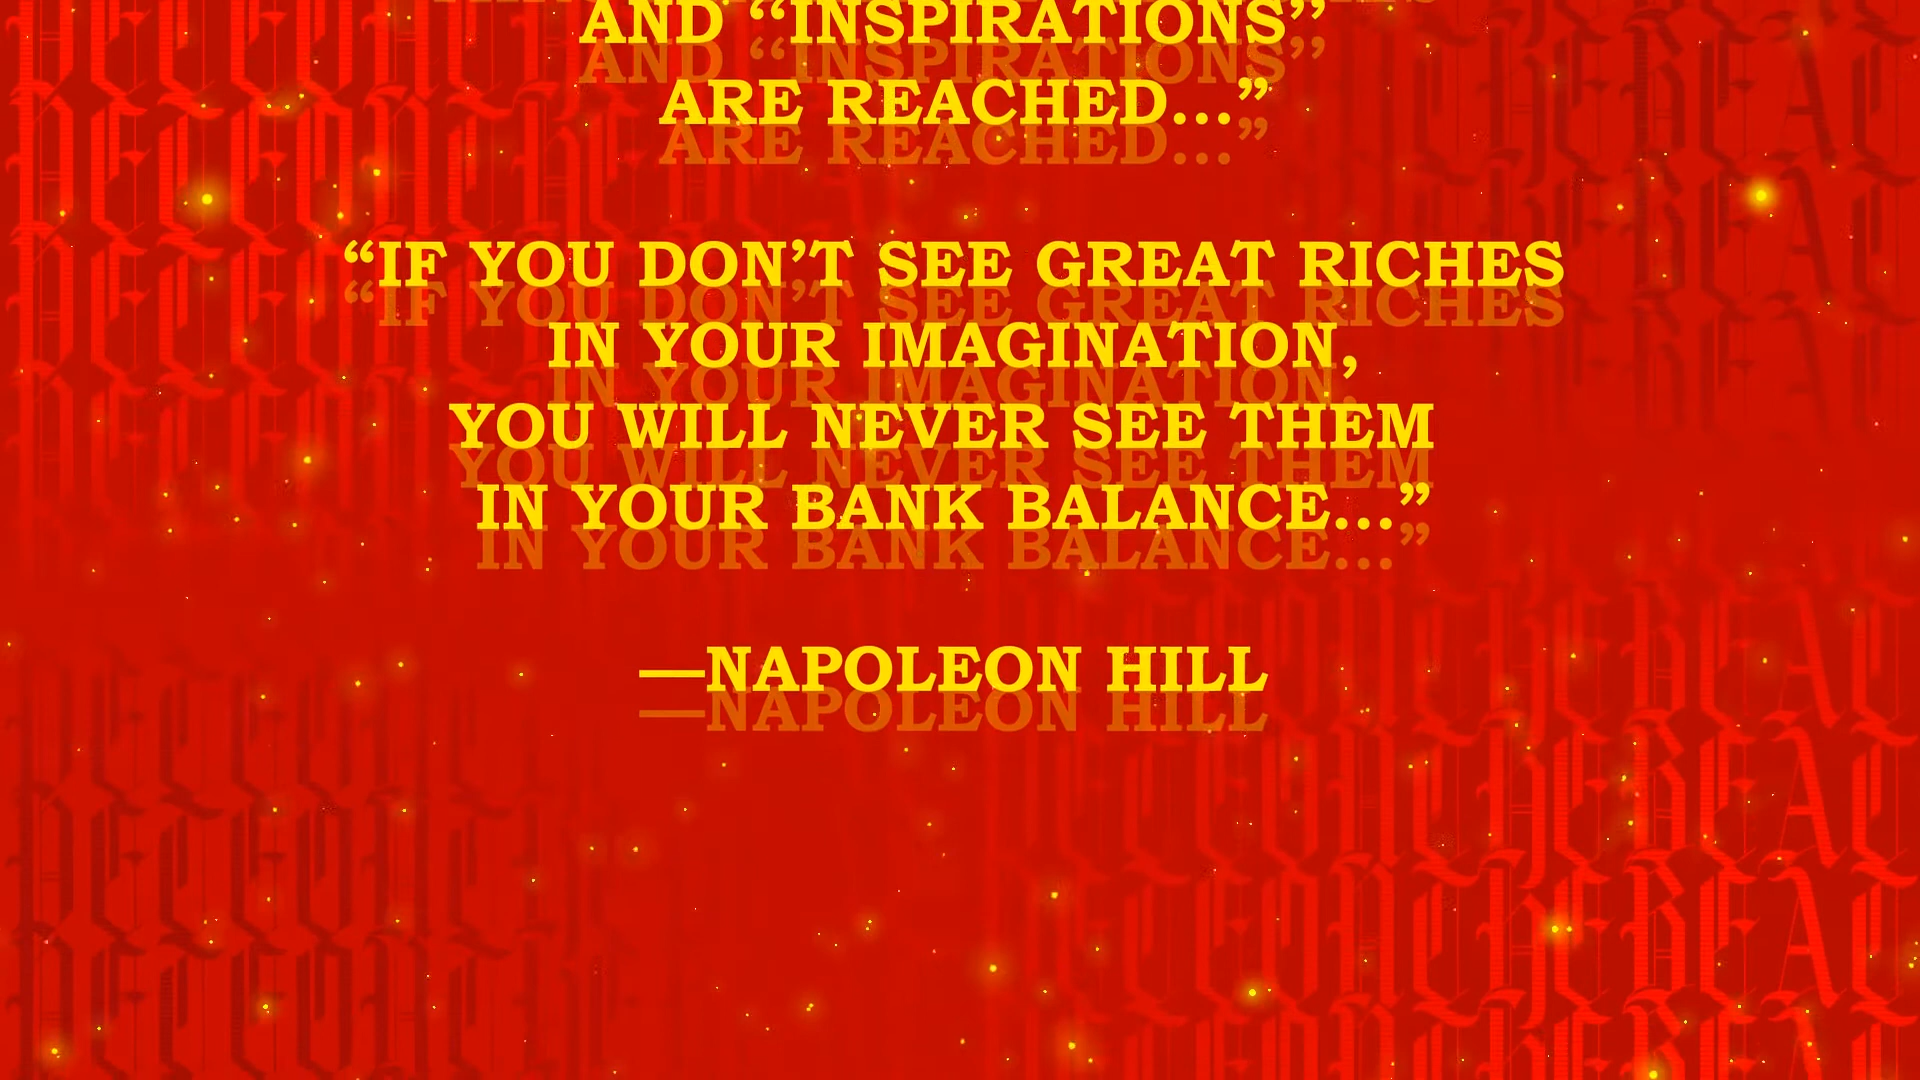 AND “INSPIRATIONS”
ARE REACHED...”
“IF YOU DON’T SEE GREAT RICHES
IN YOUR IMAGINATION,
YOU WILL NEVER SEE THEM
IN YOUR BANK BALANCE...”
—NAPOLEON HILL